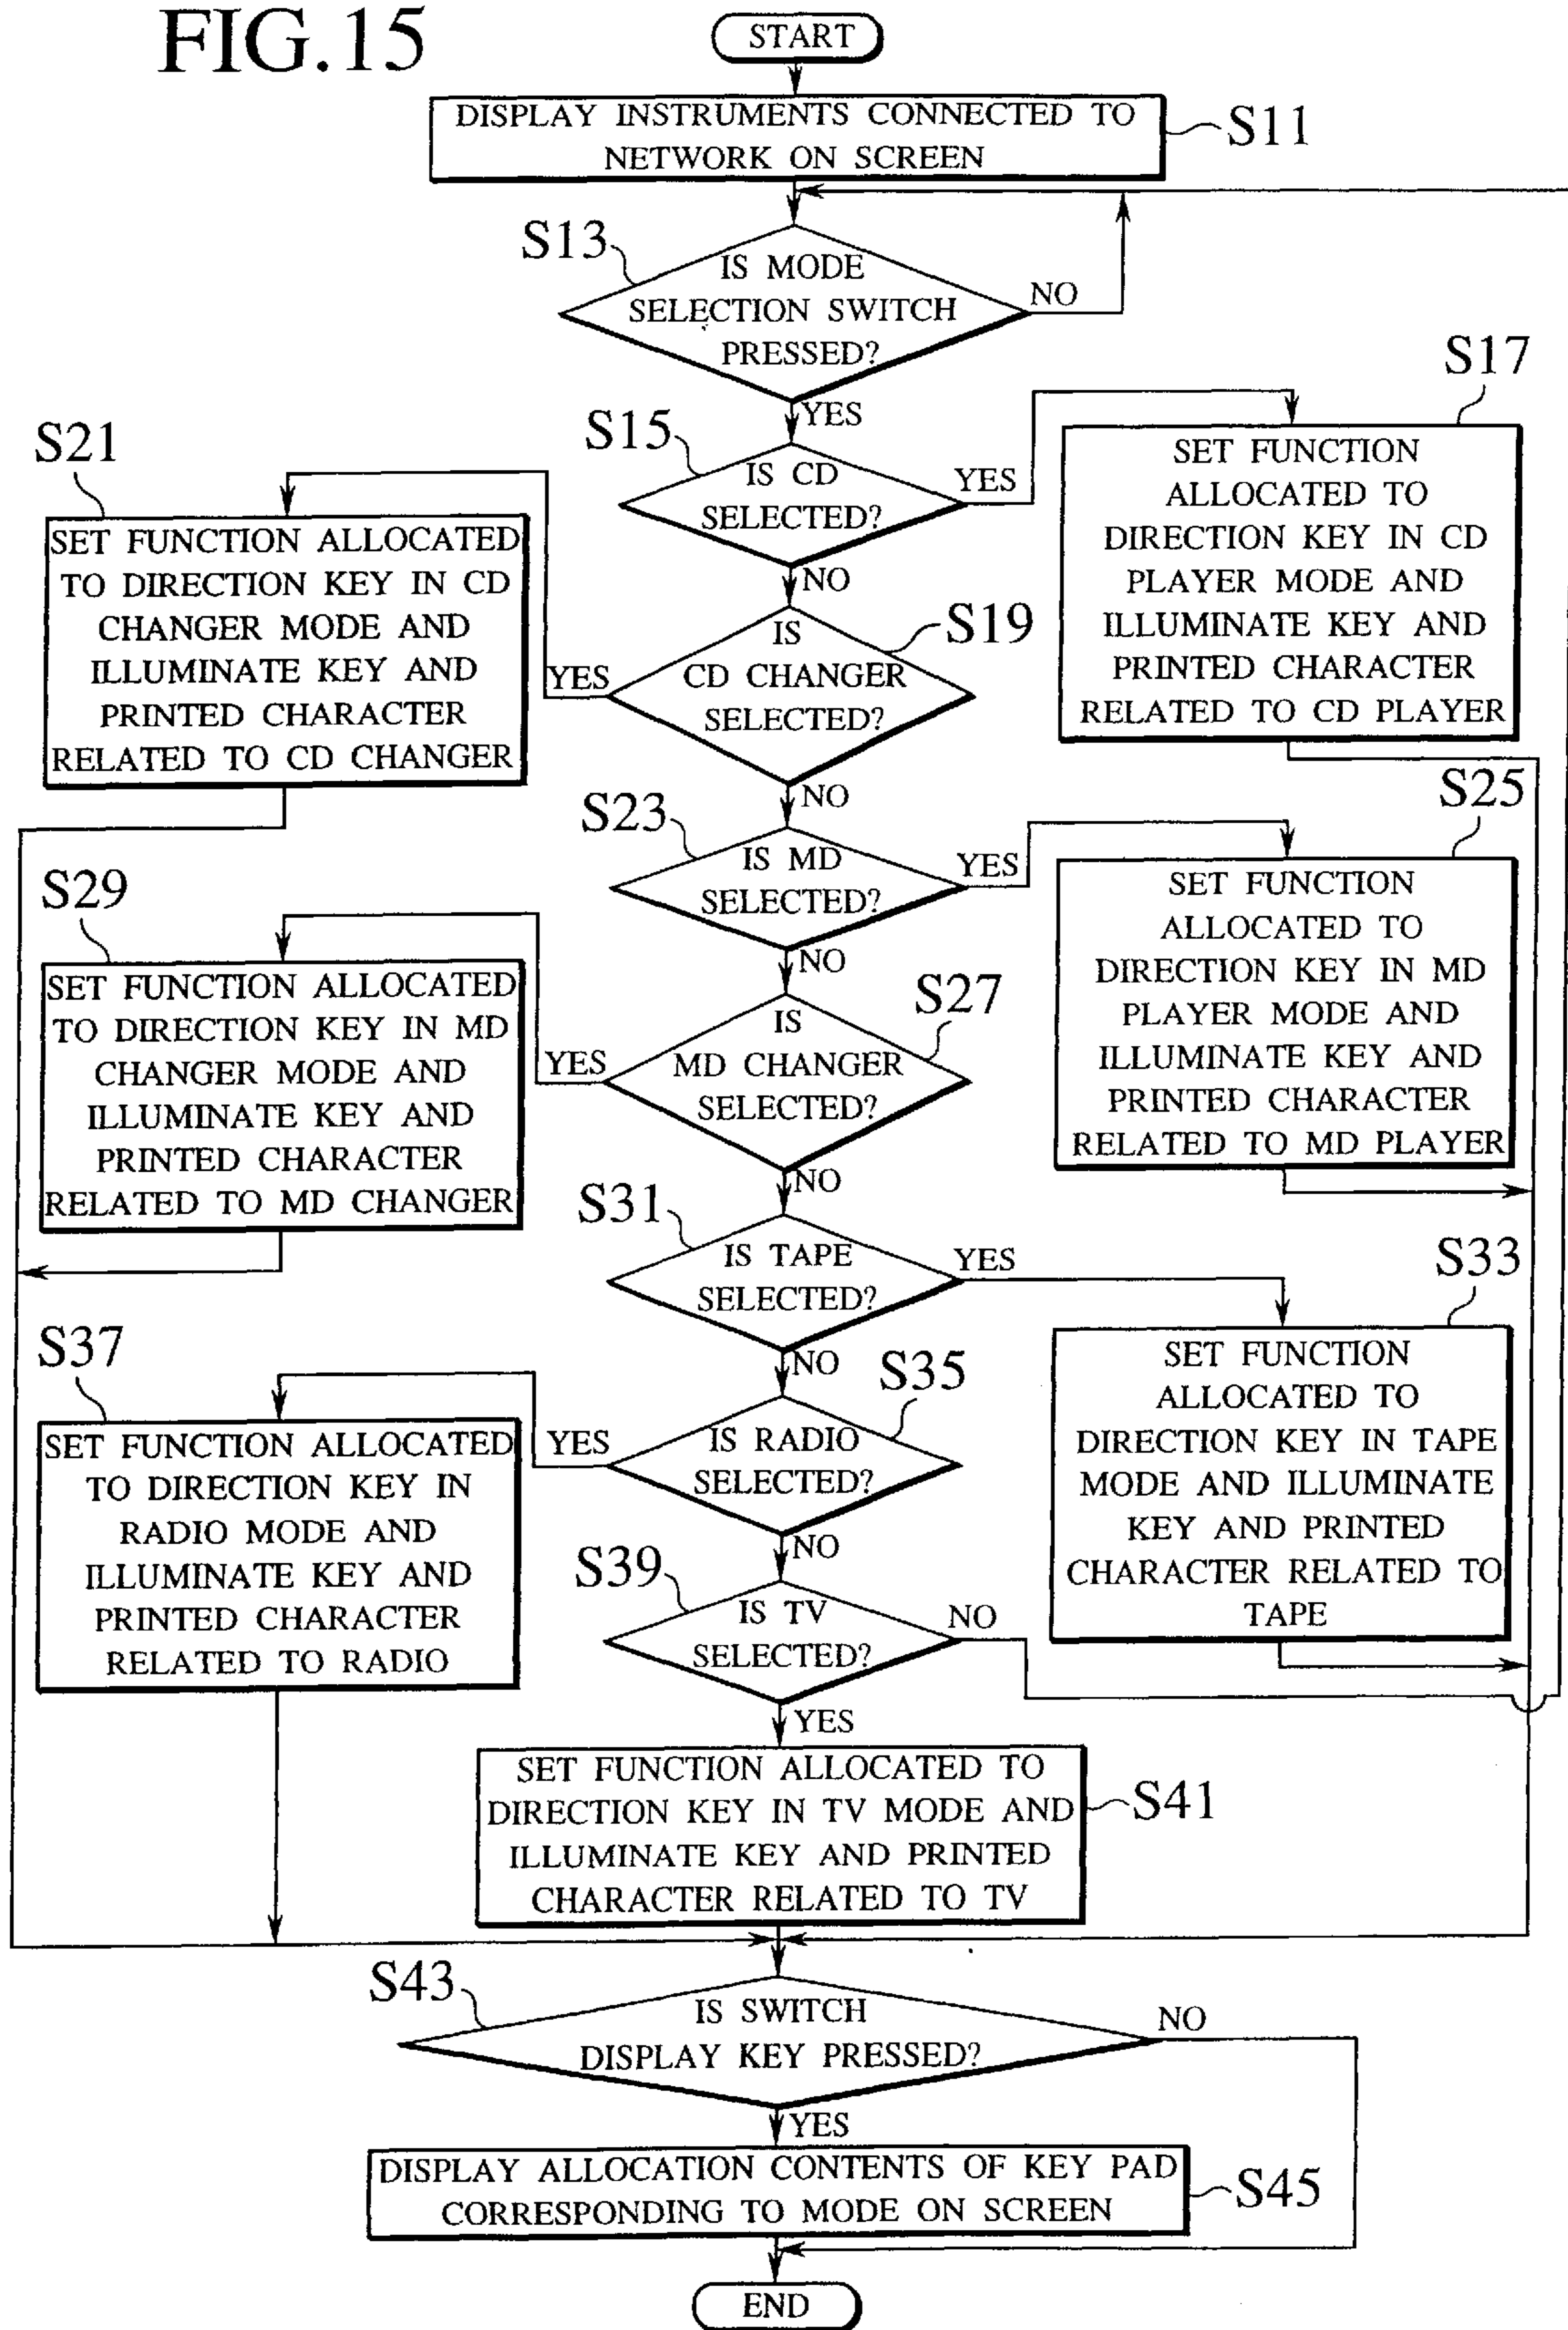 FIG.15
START
DISPLAY INSTRUMENTS CONNECTED TO
NETWORK ON SCREEN
S11
S13
IS MODE
SELECTION SWITCH
PRESSED?
NO
YES
S15
IS CD
SELECTED?
YES
NO
S17
SET FUNCTION
ALLOCATED TO
DIRECTION KEY IN CD
PLAYER MODE AND
ILLUMINATE KEY AND
PRINTED CHARACTER
RELATED TO CD PLAYER
S19
IS
CD CHANGER
SELECTED?
YES
NO
S21
SET FUNCTION ALLOCATED
TO DIRECTION KEY IN CD
CHANGER MODE AND
ILLUMINATE KEY AND
PRINTED CHARACTER
RELATED TO CD CHANGER
S23
IS MD
SELECTED?
YES
NO
S25
SET FUNCTION
ALLOCATED TO
DIRECTION KEY IN MD
PLAYER MODE AND
ILLUMINATE KEY AND
PRINTED CHARACTER
RELATED TO MD PLAYER
S27
IS
MD CHANGER
SELECTED?
YES
NO
S29
SET FUNCTION ALLOCATED
TO DIRECTION KEY IN MD
CHANGER MODE AND
ILLUMINATE KEY AND
PRINTED CHARACTER
RELATED TO MD CHANGER
S31
IS TAPE
SELECTED?
YES
NO
S33
SET FUNCTION
ALLOCATED TO
DIRECTION KEY IN TAPE
MODE AND ILLUMINATE
KEY AND PRINTED
CHARACTER RELATED TO
TAPE
S35
IS RADIO
SELECTED?
YES
NO
S37
SET FUNCTION ALLOCATED
TO DIRECTION KEY IN
RADIO MODE AND
ILLUMINATE KEY AND
PRINTED CHARACTER
RELATED TO RADIO
S39
IS TV
SELECTED?
NO
YES
SET FUNCTION ALLOCATED TO
DIRECTION KEY IN TV MODE AND
ILLUMINATE KEY AND PRINTED
CHARACTER RELATED TO TV
S41
S43
IS SWITCH
DISPLAY KEY PRESSED?
NO
YES
DISPLAY ALLOCATION CONTENTS OF KEY PAD
CORRESPONDING TO MODE ON SCREEN
S45
END